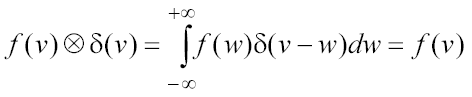 f(v)⊗δ(v) = ∫_{−∞}^{+∞} f(w)δ(v−w)dw = f(v)